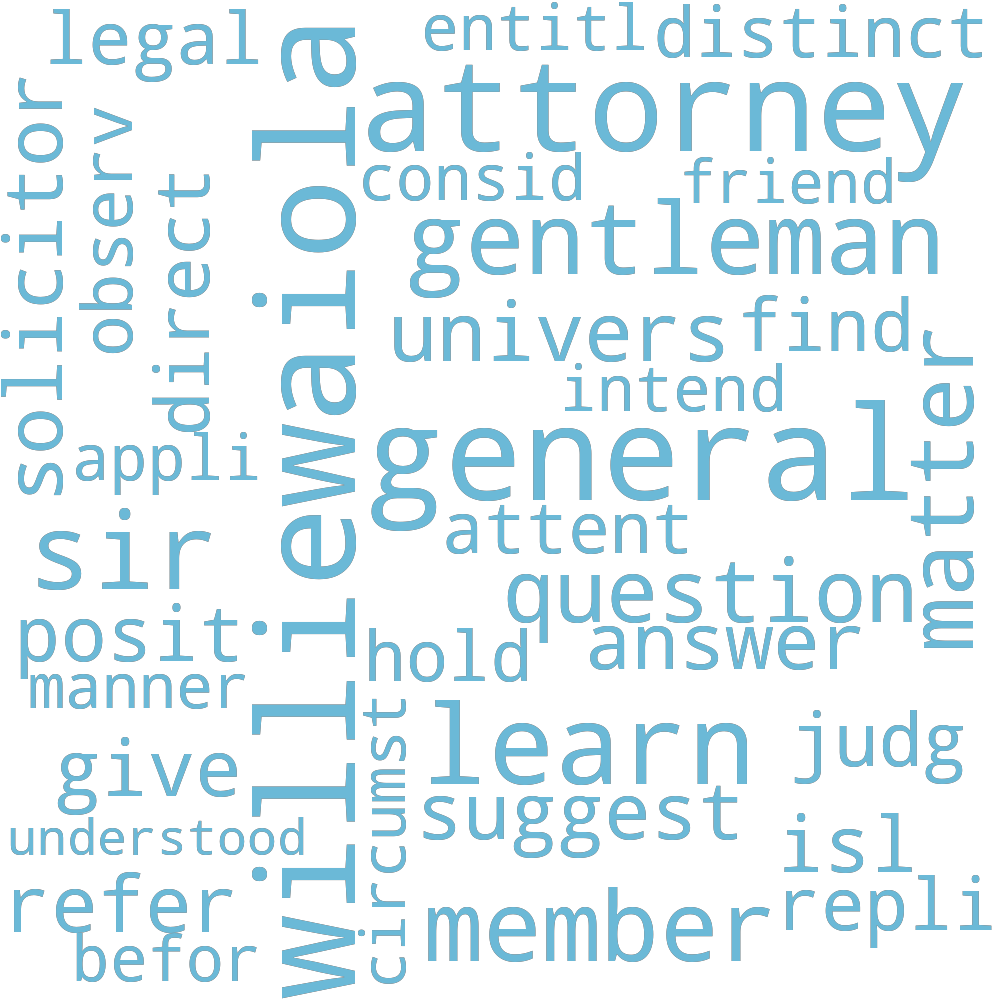 legal
entitl
distinct
attorney
solicitor
observ
direct
williewaiola
consid
friend
gentleman
univers
find
intend
matter
appli
general
sir
attent
question
posit
hold
answer
manner
circumst
learn
judg
give
suggest
understood
isl
refer
member
repli
befor